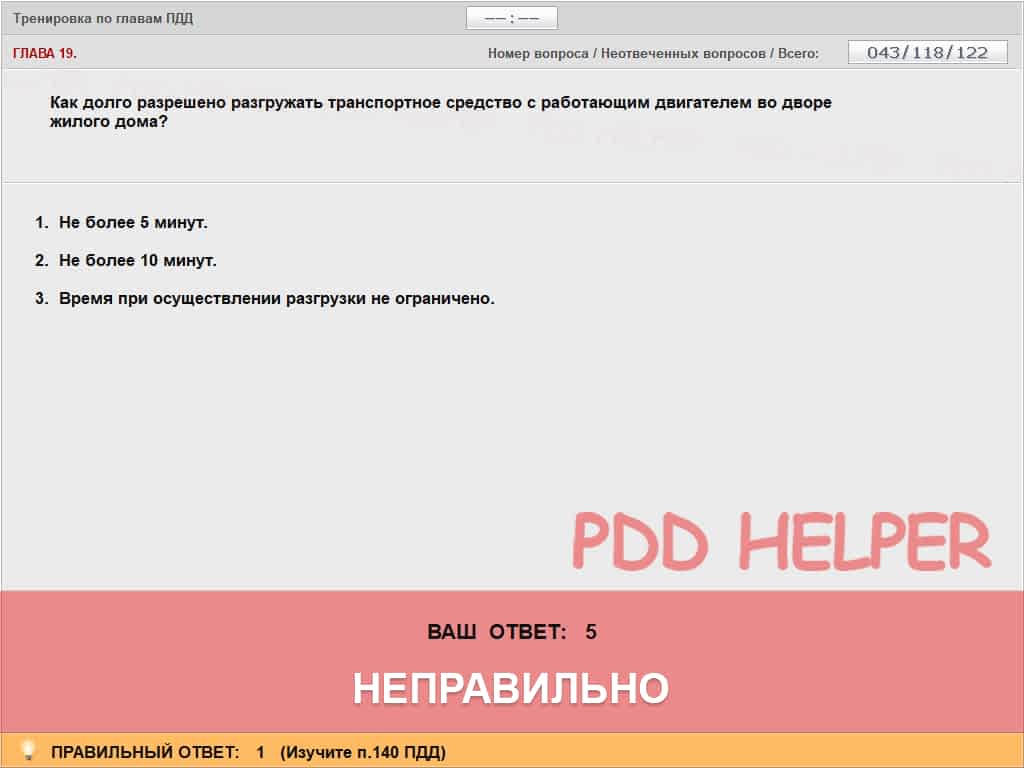 Тренировка по главам ПДД
–– : ––
ГЛАВА 19.
Номер вопроса / Неотвеченных вопросов / Всего: 043/118/122
Как долго разрешено разгружать транспортное средство с работающим двигателем во дворе
жилого дома?
1. Не более 5 минут.
2. Не более 10 минут.
3. Время при осуществлении разгрузки не ограничено.
PDD HELPER
ВАШ ОТВЕТ: 5
НЕПРАВИЛЬНО
ПРАВИЛЬНЫЙ ОТВЕТ: 1 (Изучите п.140 ПДД)